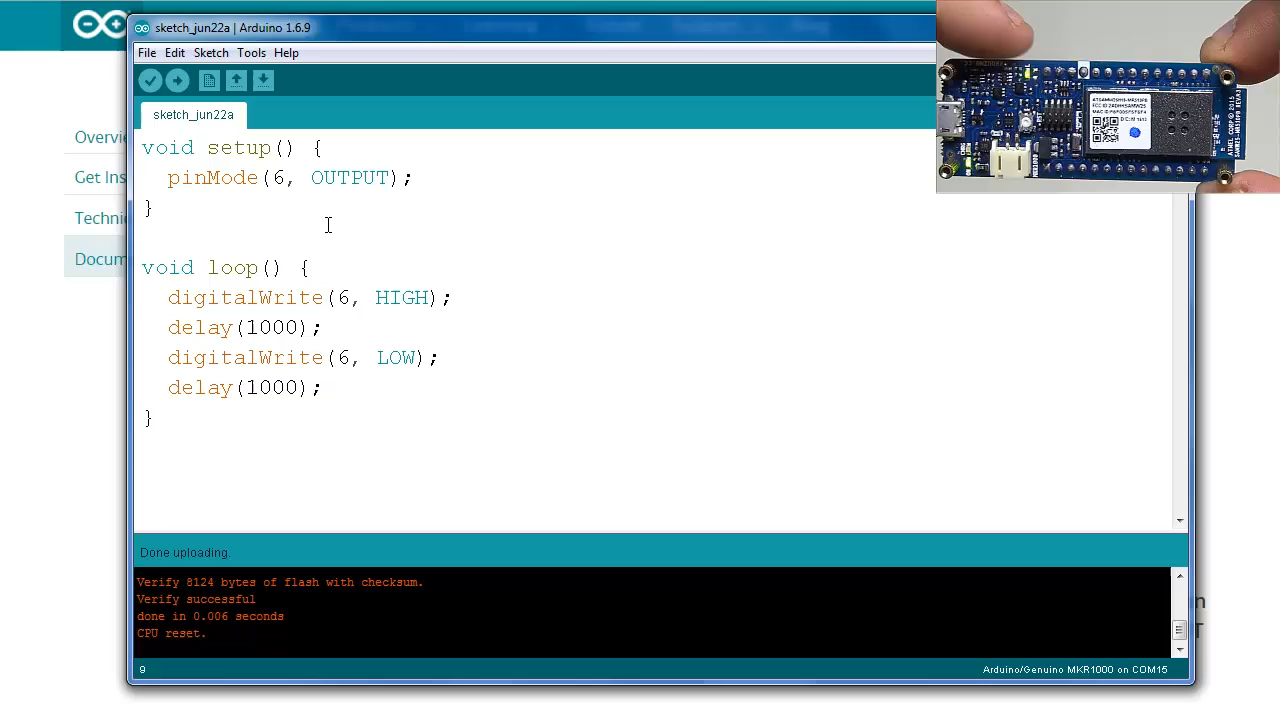 sketch_jun22a | Arduino 1.6.9
File Edit Sketch Tools Help
sketch_jun22a
void setup() {
pinMode(6, OUTPUT);
}
void loop() {
digitalWrite(6, HIGH);
delay(1000);
digitalWrite(6, LOW);
delay(1000);
}
Done uploading.
Verify 8124 bytes of flash with checksum.
Verify successful
done in 0.006 seconds
CPU reset.
9
Arduino/Genuino MKR1000 on COM15
Overvie
Get Ins
Techni
Docum